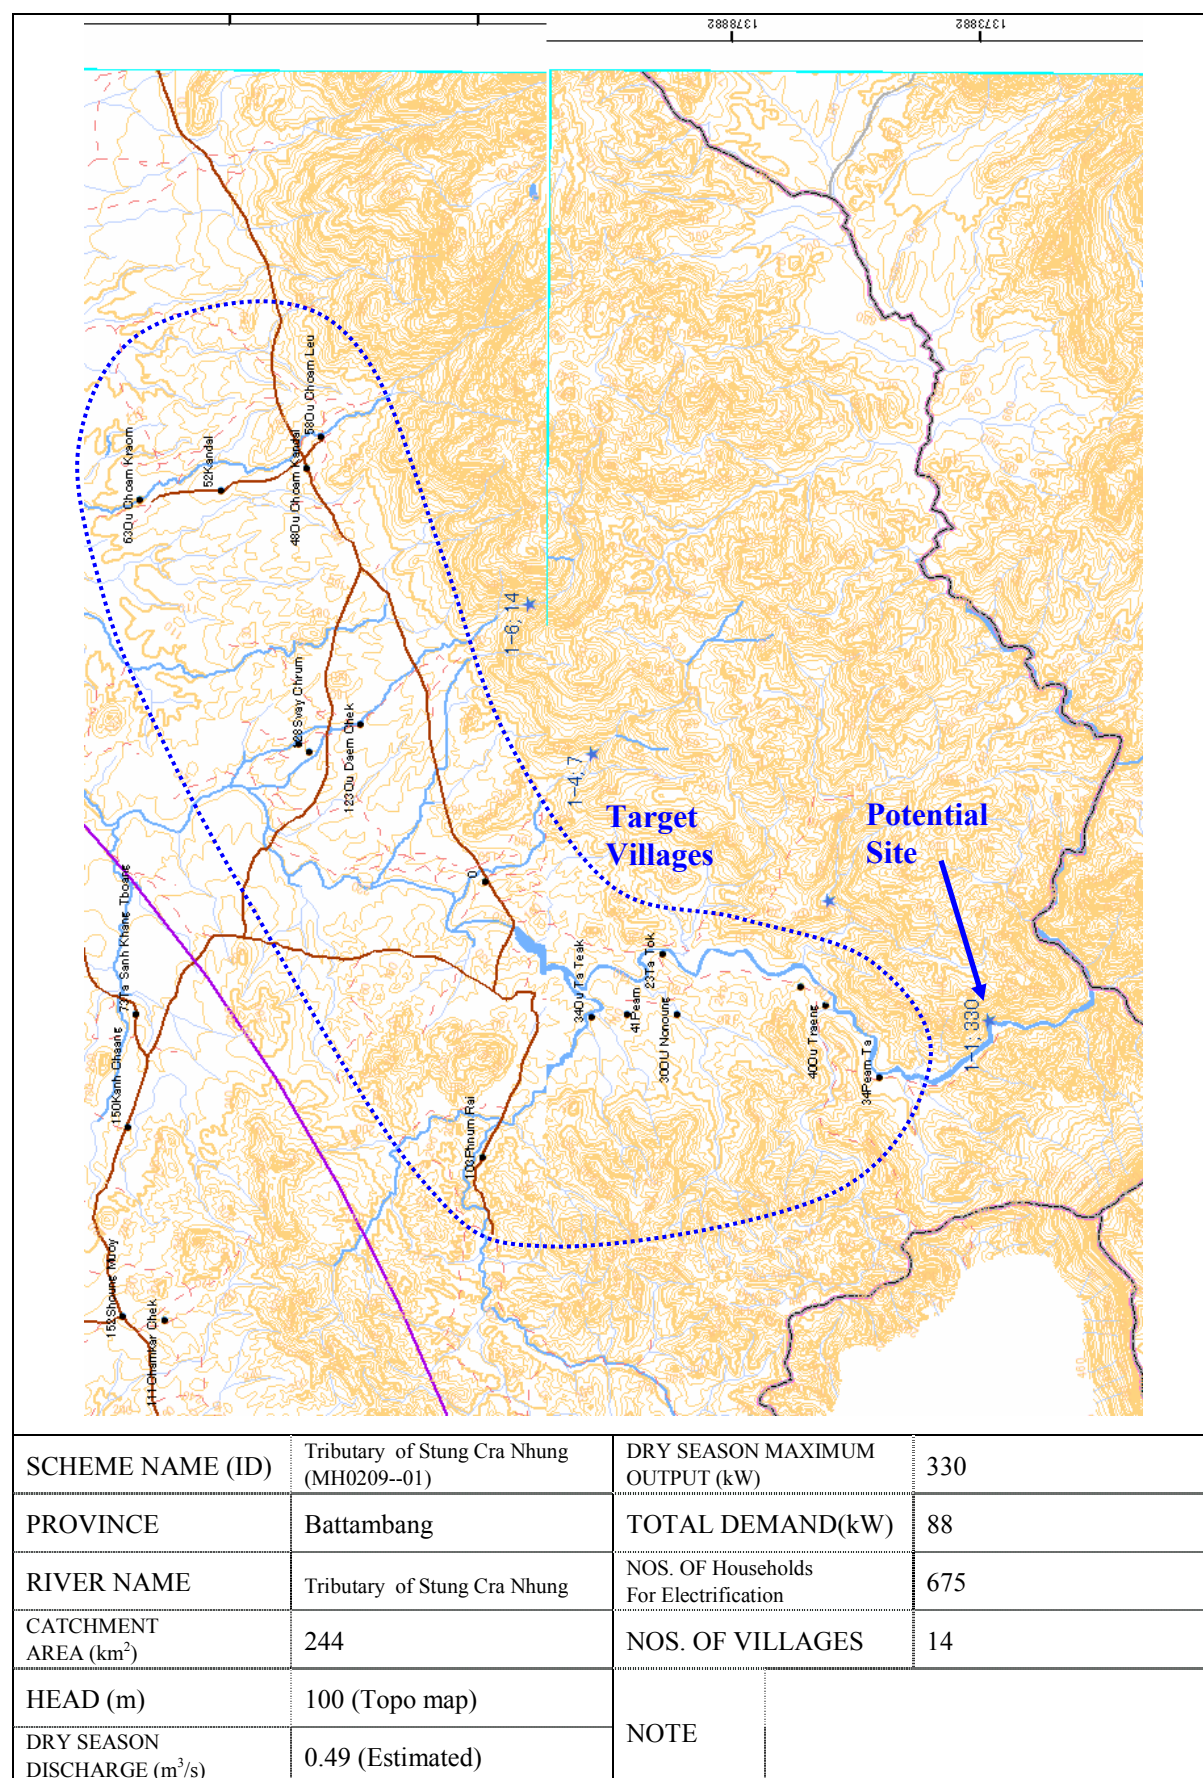 1378882
1373882
63Ou Choam Kraom
52Kandal
48Ou Choam Kandal
58Ou Choam Leu
1-6; 14
128Svay Chrum
123Ou Daem Chek
1-4; 7
Target
Villages
Potential
Site
0
73Ta Sanh Khang Tboang
150Kanh Chaang
34Ou Ta Teak
41Peam
23Ta Tok
30OU Nonoung
40Ou Traeng
34Peam Ta
1-1; 330
103Phnum Rai
152Shoung Muoy
111Chamkar Chek
SCHEME NAME (ID)
Tributary of Stung Cra Nhung
(MH0209--01)
DRY SEASON MAXIMUM
OUTPUT (kW)
330
PROVINCE
Battambang
TOTAL DEMAND(kW)
88
RIVER NAME
Tributary of Stung Cra Nhung
NOS. OF Households
For Electrification
675
CATCHMENT
AREA (km²)
244
NOS. OF VILLAGES
14
HEAD (m)
100 (Topo map)
NOTE
DRY SEASON
DISCHARGE (m³/s)
0.49 (Estimated)